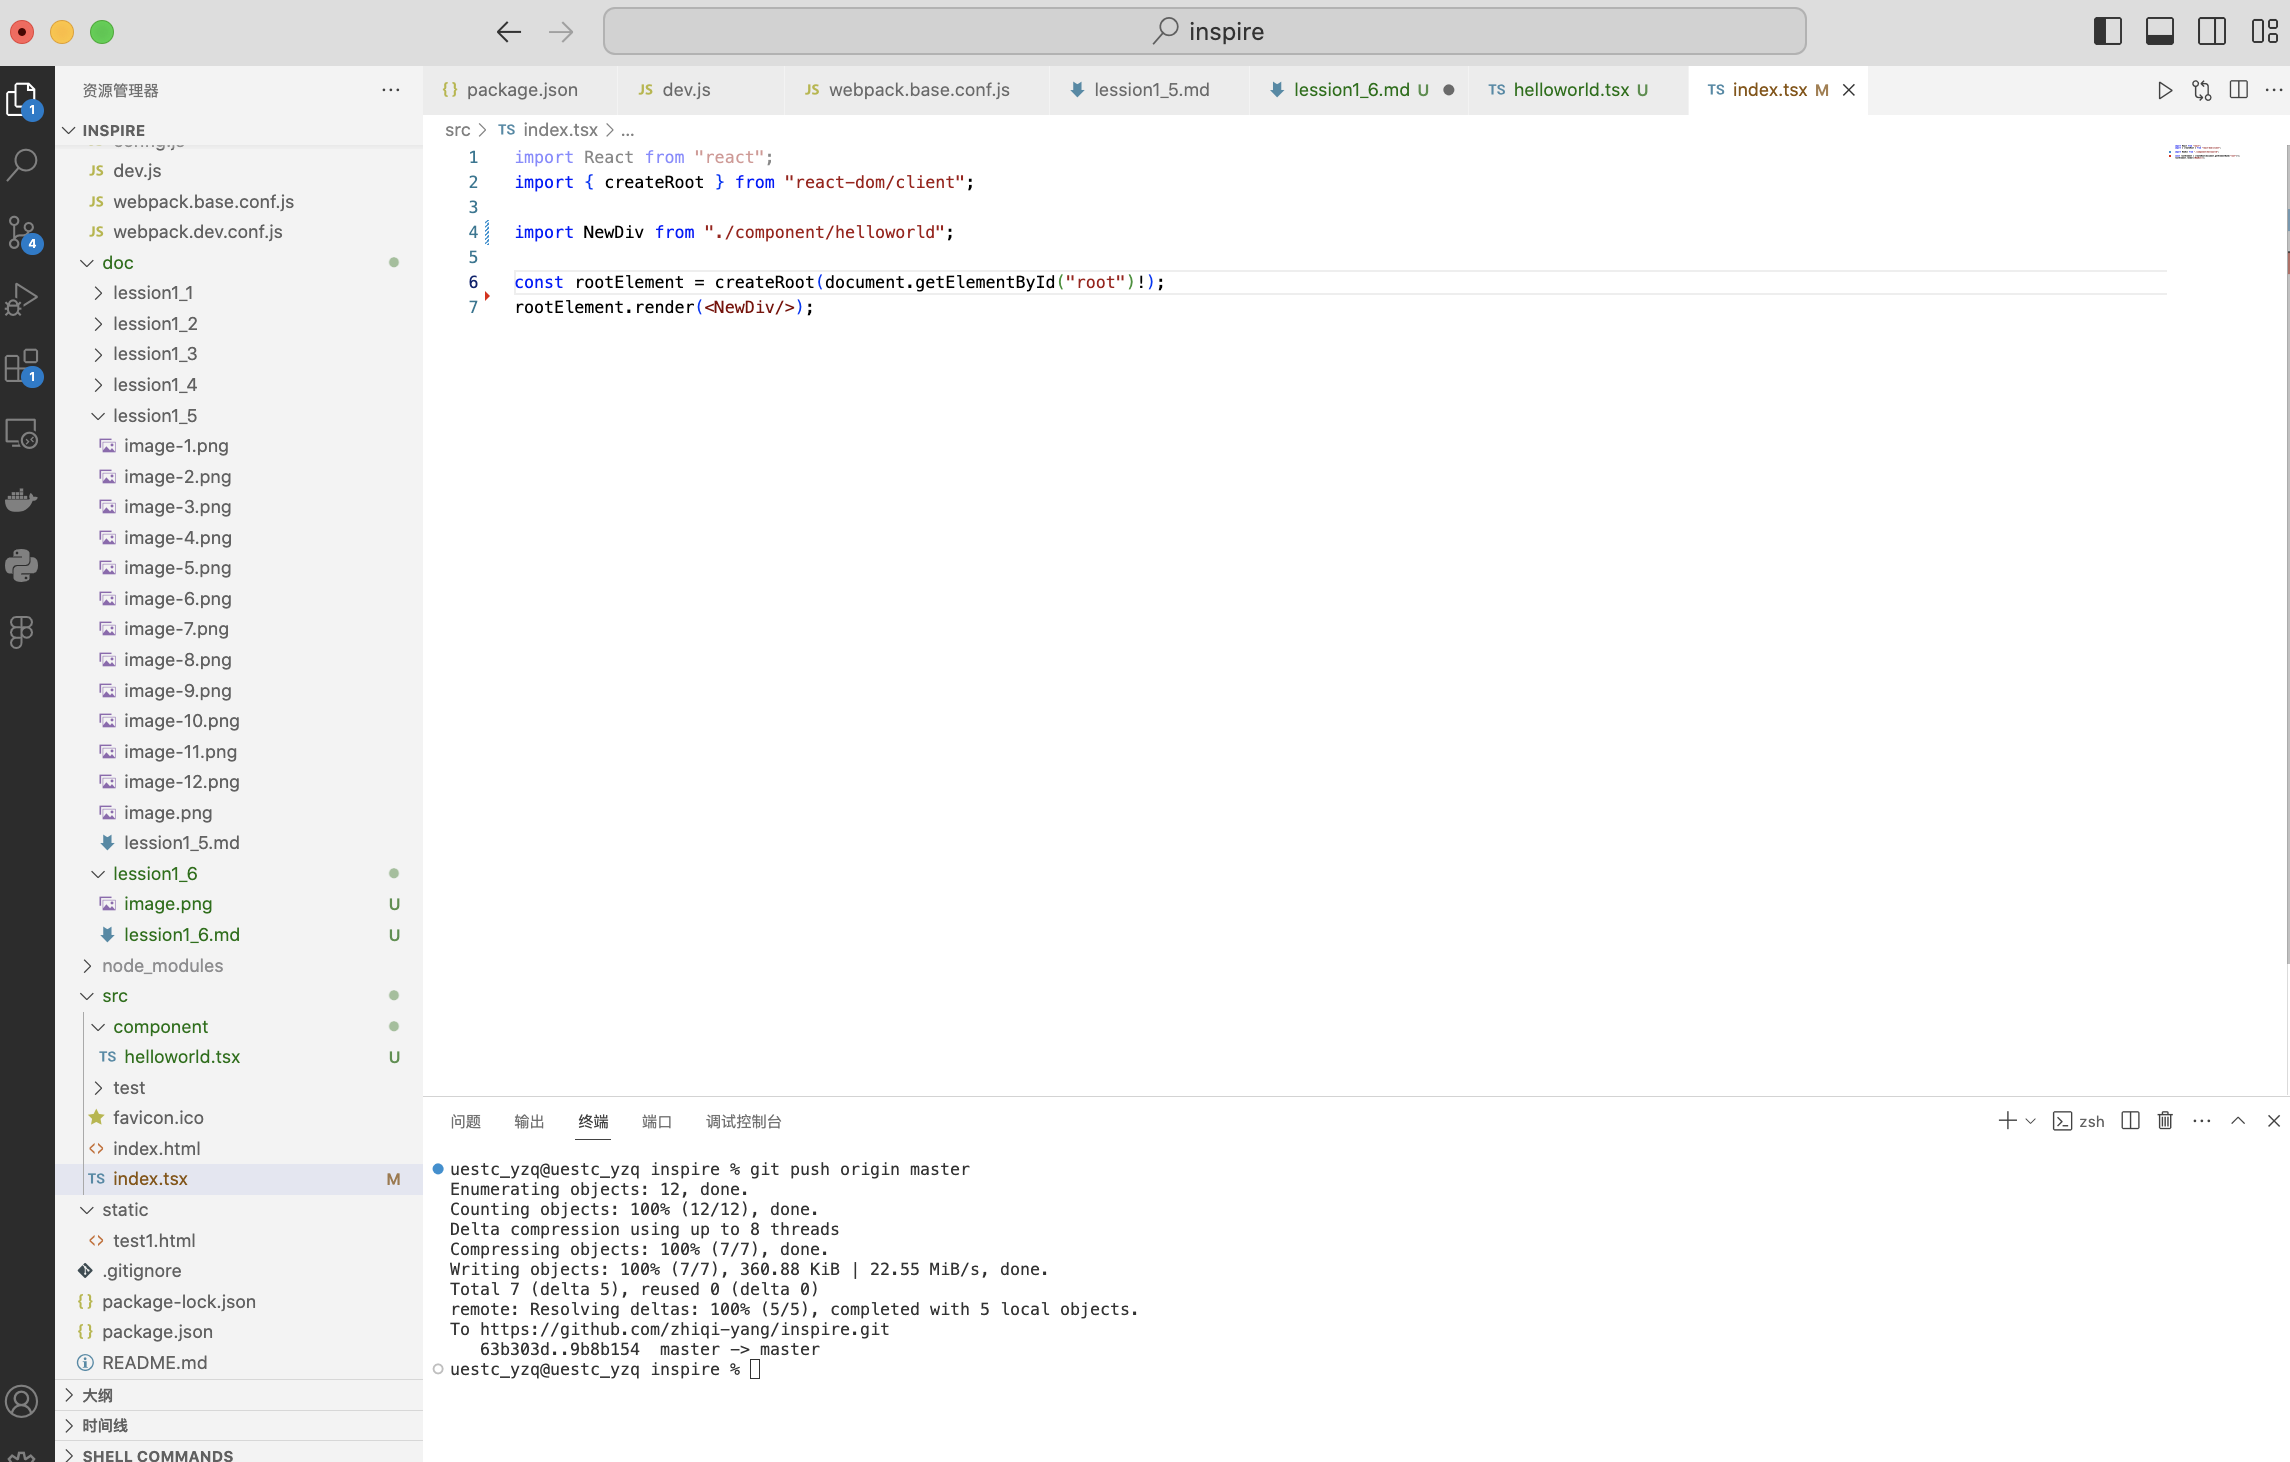 inspire
1
4
1
资源管理器
INSPIRE
config.js
dev.js
webpack.base.conf.js
webpack.dev.conf.js
doc
lession1_1
lession1_2
lession1_3
lession1_4
lession1_5
image-1.png
image-2.png
image-3.png
image-4.png
image-5.png
image-6.png
image-7.png
image-8.png
image-9.png
image-10.png
image-11.png
image-12.png
image.png
lession1_5.md
lession1_6
image.png U
lession1_6.md U
node_modules
src
component
TS helloworld.tsx U
test
favicon.ico
index.html
TS index.tsx M
static
test1.html
.gitignore
package-lock.json
package.json
README.md
大纲
时间线
SHELL COMMANDS
{} package.json JS dev.js JS webpack.base.conf.js lession1_5.md lession1_6.md U TS helloworld.tsx U TS index.tsx M
src > TS index.tsx > ...
1 import React from "react";
2 import { createRoot } from "react-dom/client";
3
4 import NewDiv from "./component/helloworld";
5
6 const rootElement = createRoot(document.getElementById("root")!);
7 rootElement.render(<NewDiv/>);
问题 输出 终端 端口 调试控制台 zsh
uestc_yzq@uestc_yzq inspire % git push origin master
Enumerating objects: 12, done.
Counting objects: 100% (12/12), done.
Delta compression using up to 8 threads
Compressing objects: 100% (7/7), done.
Writing objects: 100% (7/7), 360.88 KiB | 22.55 MiB/s, done.
Total 7 (delta 5), reused 0 (delta 0)
remote: Resolving deltas: 100% (5/5), completed with 5 local objects.
To https://github.com/zhiqi-yang/inspire.git
63b303d..9b8b154 master -> master
uestc_yzq@uestc_yzq inspire %